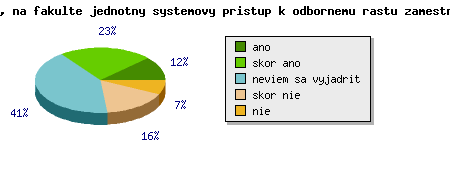 , na fakulte jednotny systemovy pristup k odbornemu rastu zamestn
23%
12%
7%
16%
41%
ano
skor ano
neviem sa vyjadrit
skor nie
nie